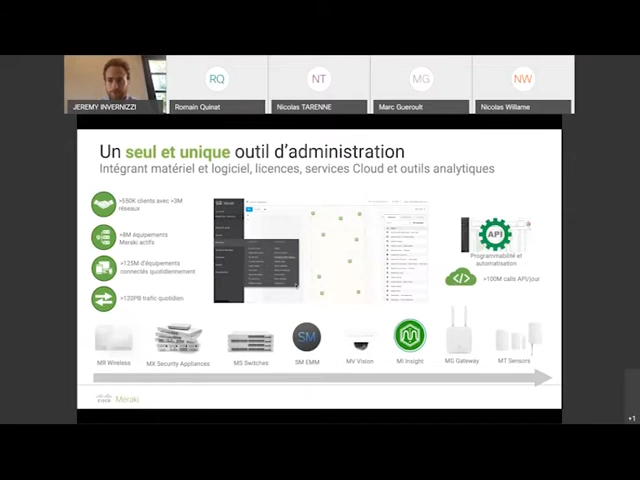 RQ
NT
MG
NW
JEREMY INVERNIZZI
Romain Quinat
Nicolas TARENNE
Marc Gueroult
Nicolas Willame
Un seul et unique outil d'administration
Intégrant matériel et logiciel, licences, services Cloud et outils analytiques
>550K clients avec >3M
réseaux
>8M équipements
Meraki actifs
>125M d'équipements
connectés quotidiennement
>120PB trafic quotidien
Meraki
API
Programmabilité et
automatisation
>100M calls API/jour
SM
MR Wireless
MX Security Appliances
MS Switches
SM EMM
MV Vision
MI Insight
MG Gateway
MT Sensors
CISCO Meraki
+1